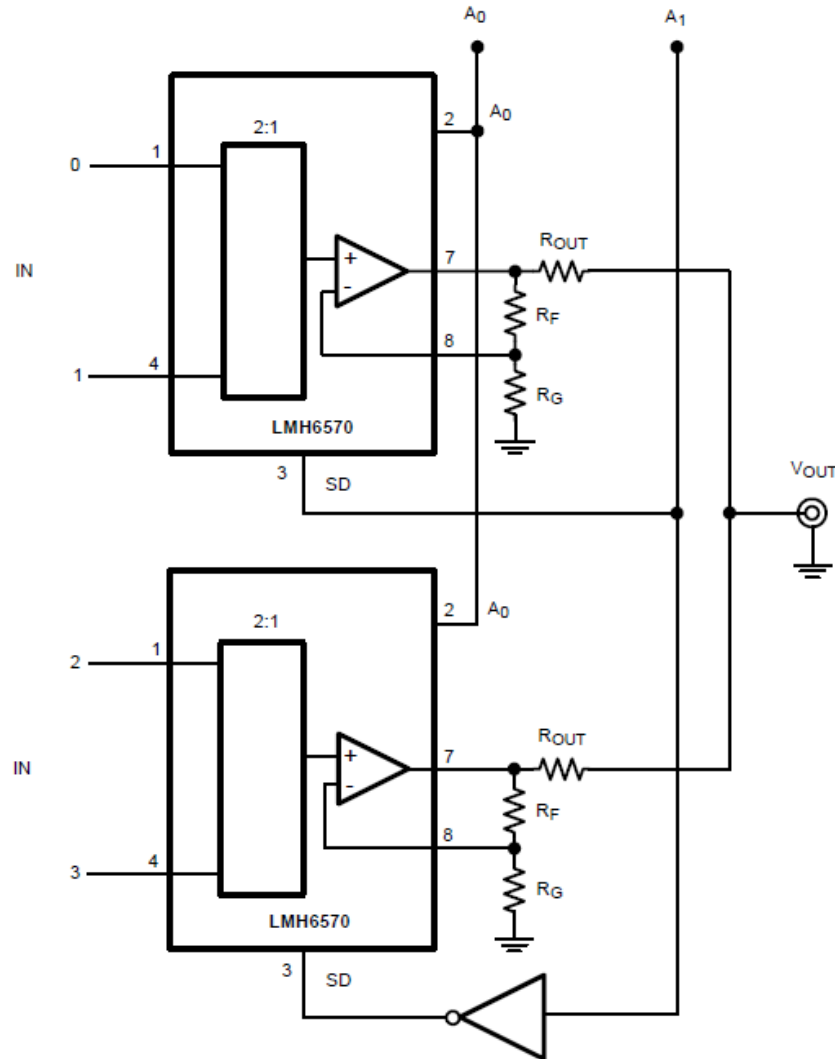 A0 A1
2 A0
2:1
0 1
+
7 ROUT
IN
-
RF
8
1 4
RG
LMH6570
3 SD
VOUT
2 A0
2:1
2 1
ROUT
+ 7
IN
-
RF
8
3 4
RG
LMH6570
3 SD